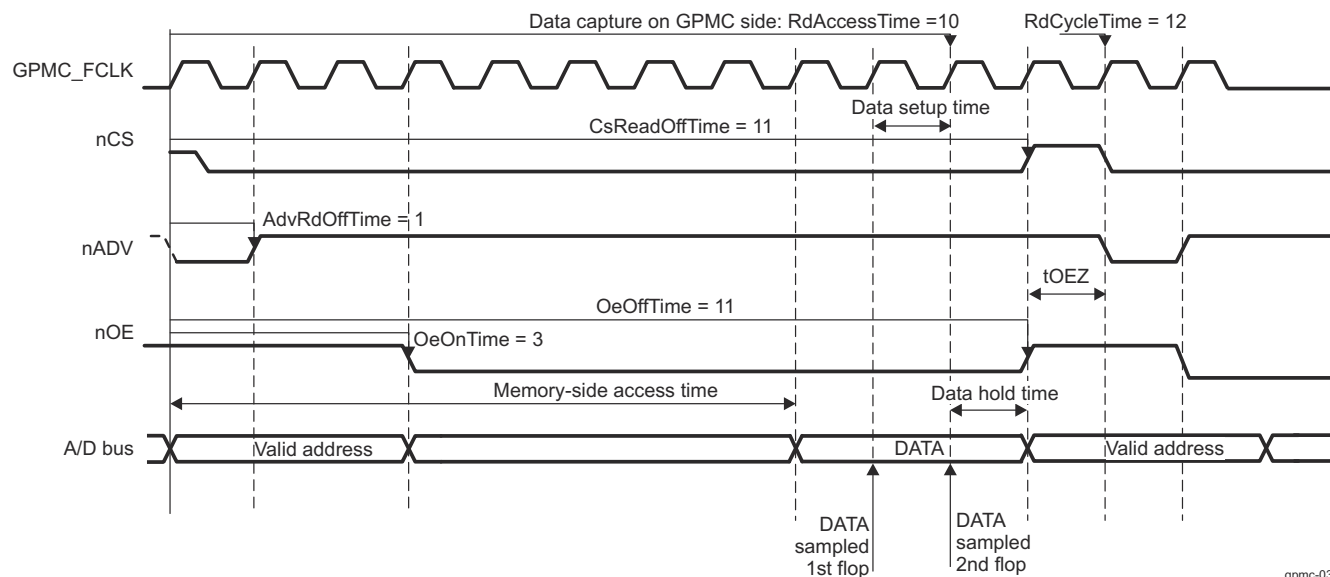 Data capture on GPMC side: RdAccessTime =10
RdCycleTime = 12
GPMC_FCLK
Data setup time
nCS
CsReadOffTime = 11
AdvRdOffTime = 1
nADV
tOEZ
OeOffTime = 11
nOE
OeOnTime = 3
Memory-side access time
Data hold time
A/D bus
Valid address
DATA
Valid address
DATA
sampled
1st flop
DATA
sampled
2nd flop
gpmc-03